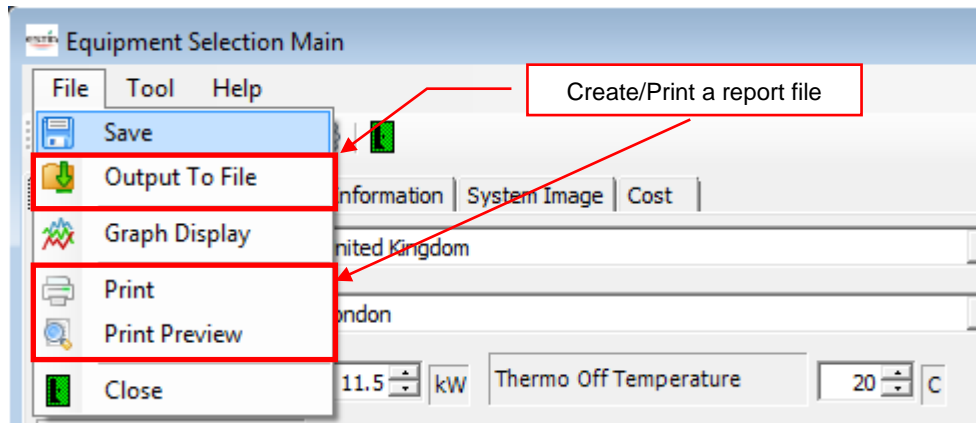 Equipment Selection Main
File Tool Help
Create/Print a report file
Save
Output To File
Information System Image Cost
Graph Display
nited Kingdom
Print
ondon
Print Preview
11.5 kW Thermo Off Temperature 20 C
Close